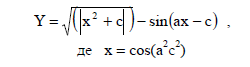 Y = √(|x² + c|) − sin(ax − c) ,
де x = cos(a²c²)